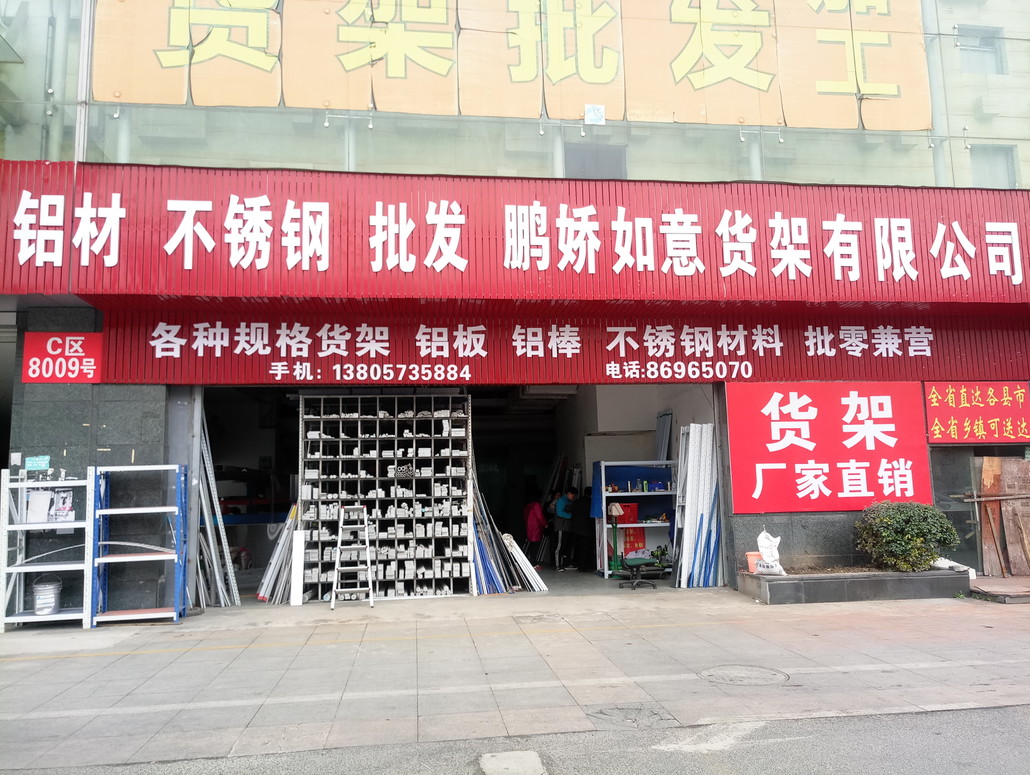 货架批发加工
铝材 不锈钢 批发 鹏娇如意货架有限公司
各种规格货架 铝板 铝棒 不锈钢材料 批零兼营
手机：13805735884 电话:86965070
C区
8009号
货架
厂家直销
全省直达各县市
全省乡镇可送达